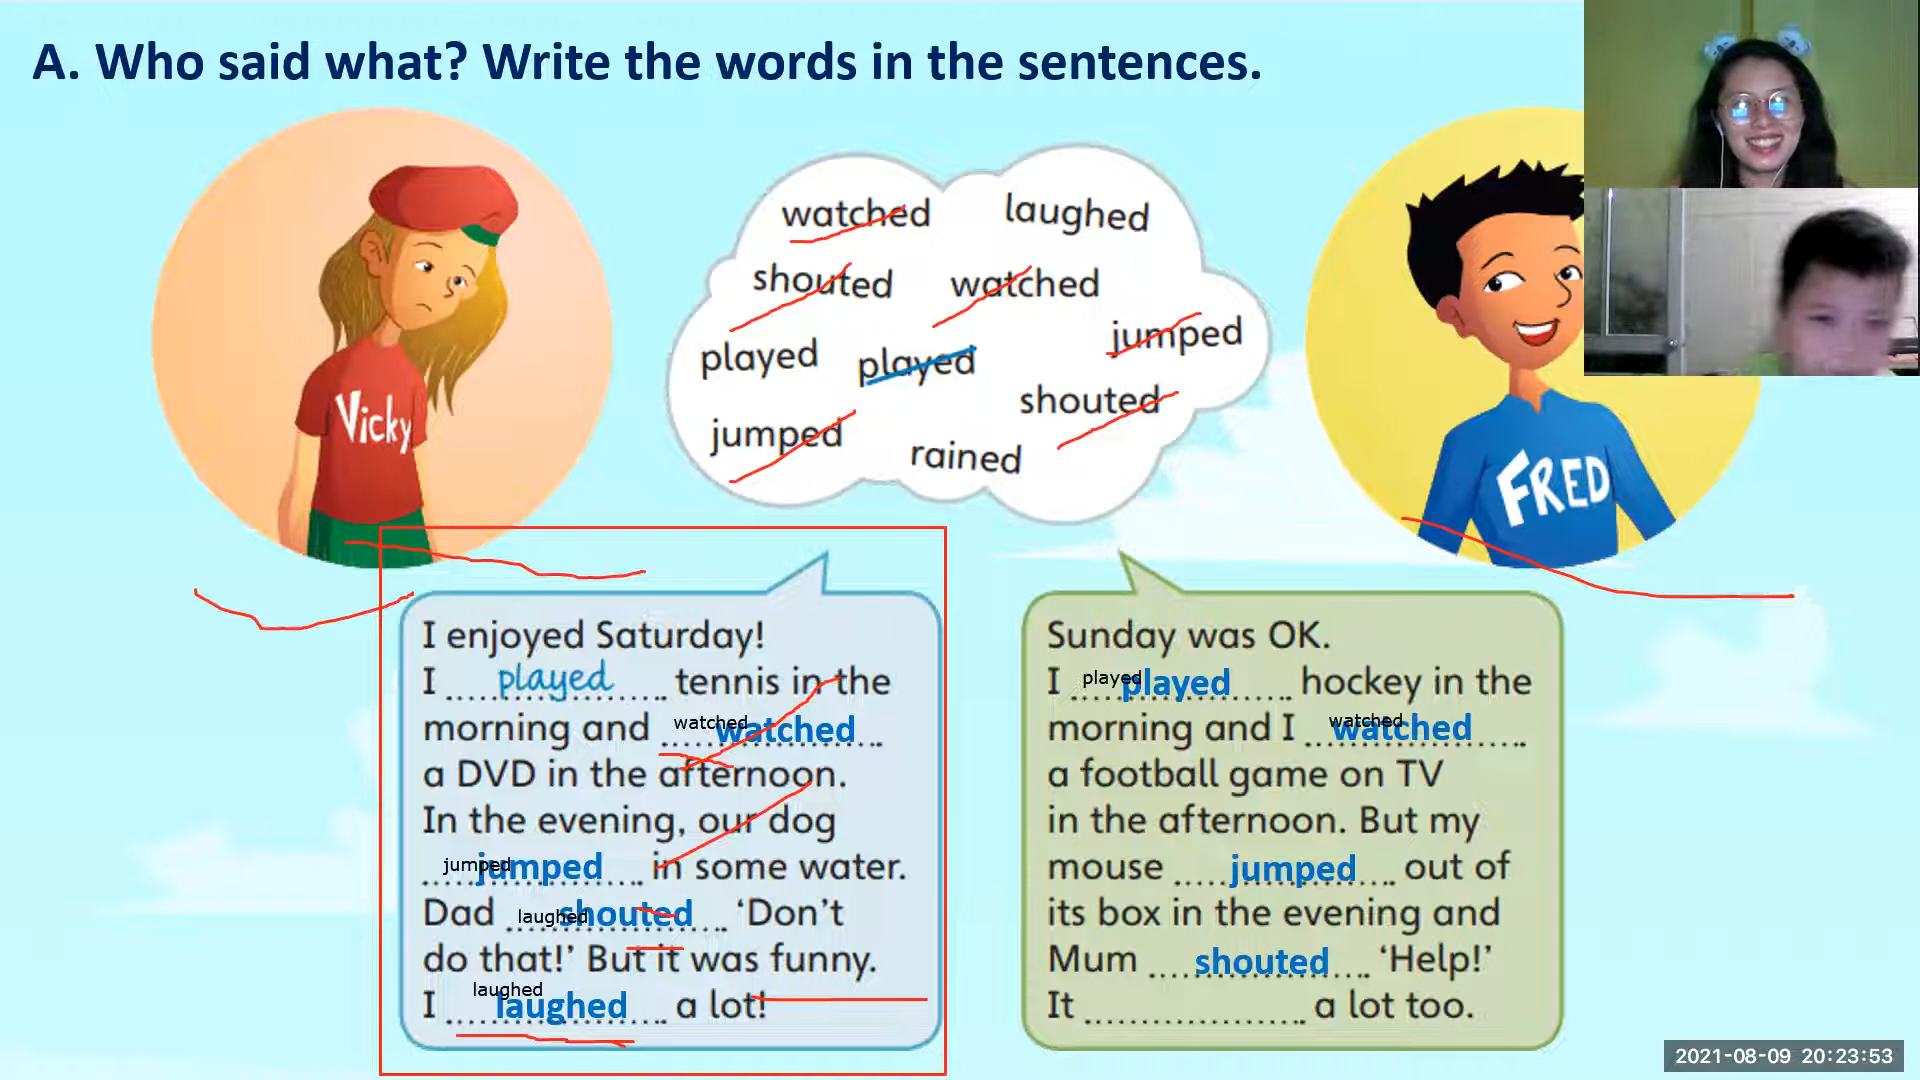 A. Who said what? Write the words in the sentences.
watched laughed
shouted watched
played played jumped
shouted
jumped rained
Vicky
FRED
I enjoyed Saturday!
I played tennis in the
morning and watched watched
a DVD in the afternoon.
In the evening, our dog
jumped jumped in some water.
Dad laughed shouted ‘Don’t
do that!’ But it was funny.
I laughed laughed a lot!
Sunday was OK.
I played played hockey in the
morning and I watched watched
a football game on TV
in the afternoon. But my
mouse jumped out of
its box in the evening and
Mum shouted ‘Help!’
It a lot too.
2021-08-09 20:23:53